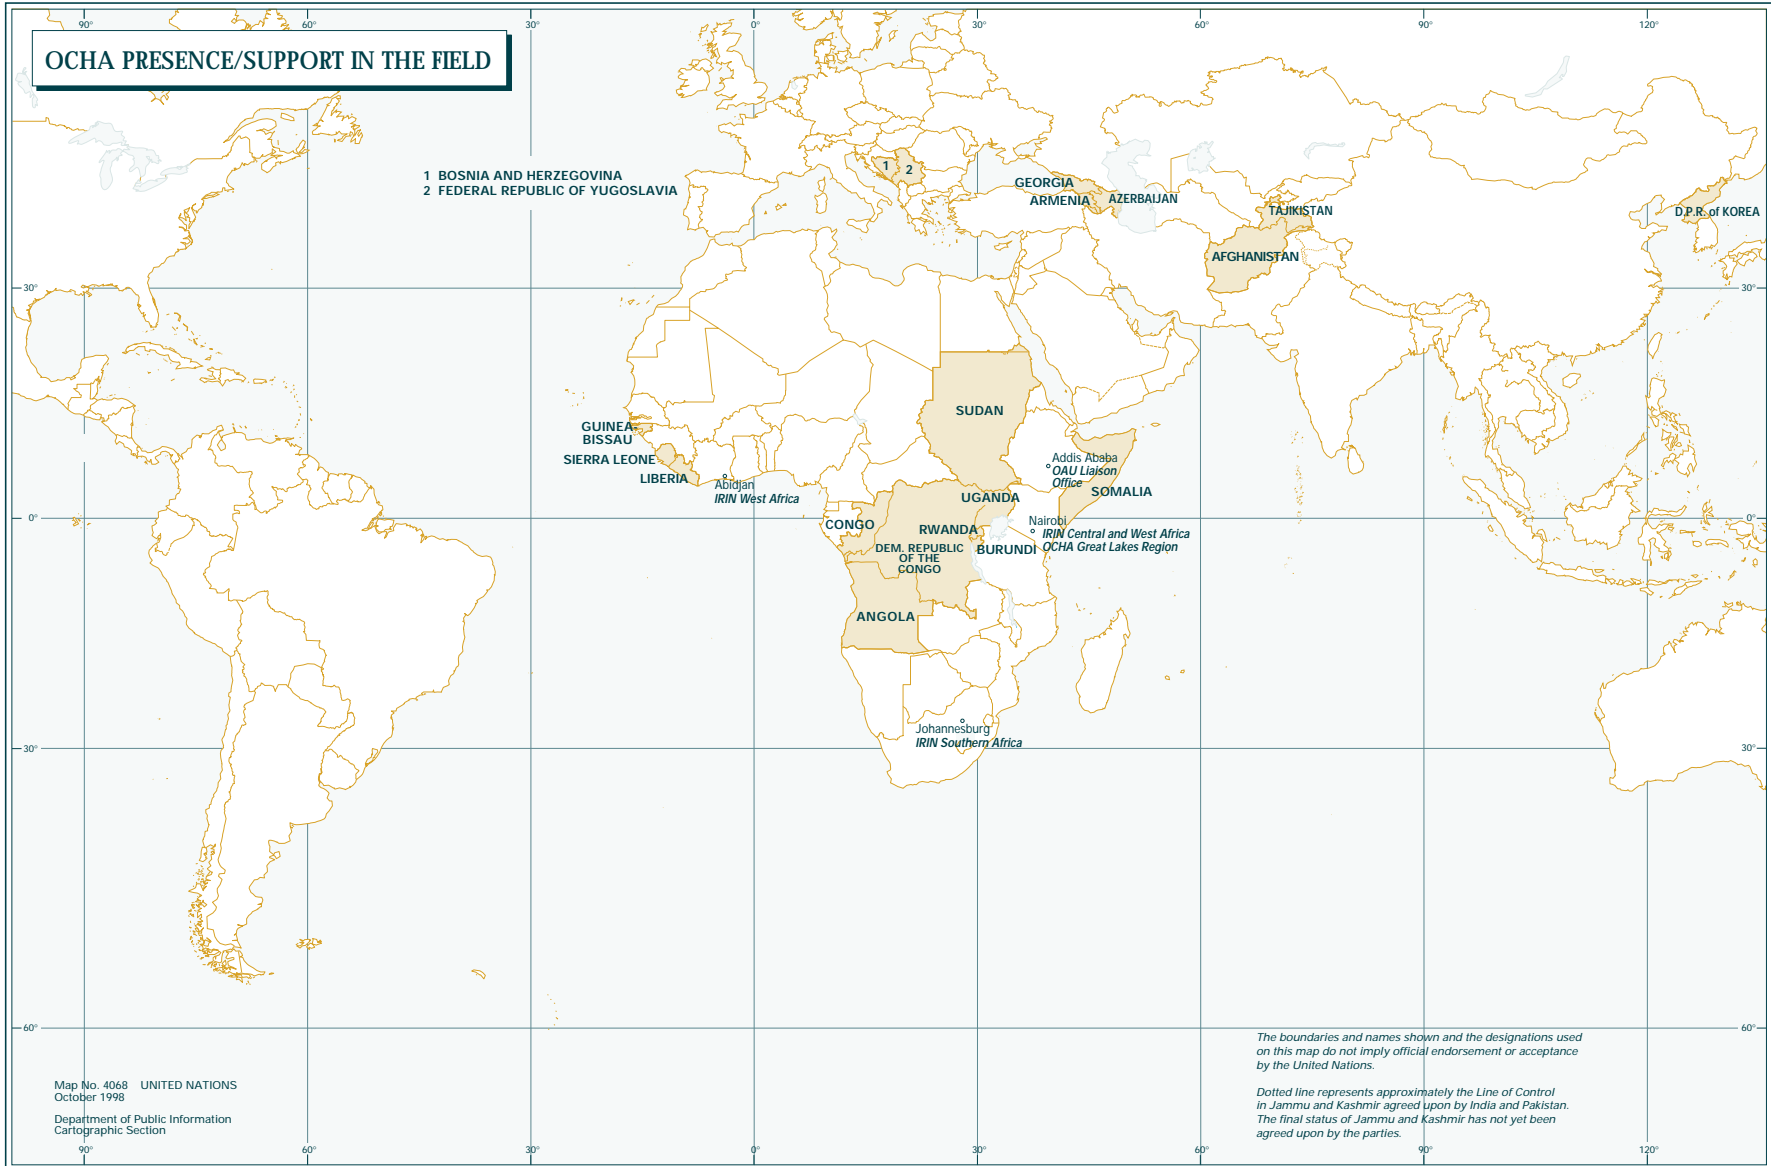 90°
60°
30°
0°
30°
60°
90°
120°
OCHA PRESENCE/SUPPORT IN THE FIELD
1 BOSNIA AND HERZEGOVINA
2 FEDERAL REPUBLIC OF YUGOSLAVIA
1
2
GEORGIA
ARMENIA
AZERBAIJAN
TAJIKISTAN
D.P.R. of KOREA
AFGHANISTAN
30°
30°
SUDAN
GUINEA-
BISSAU
SIERRA LEONE
LIBERIA
Abidjan
IRIN West Africa
Addis Ababa
OAU Liaison
Office
SOMALIA
UGANDA
0°
0°
CONGO
RWANDA
Nairobi
IRIN Central and West Africa
OCHA Great Lakes Region
DEM. REPUBLIC
OF THE
CONGO
BURUNDI
ANGOLA
Johannesburg
IRIN Southern Africa
30°
30°
60°
60°
The boundaries and names shown and the designations used
on this map do not imply official endorsement or acceptance
by the United Nations.
Dotted line represents approximately the Line of Control
in Jammu and Kashmir agreed upon by India and Pakistan.
The final status of Jammu and Kashmir has not yet been
agreed upon by the parties.
Map No. 4068 UNITED NATIONS
October 1998
Department of Public Information
Cartographic Section
90°
60°
30°
0°
30°
60°
90°
120°